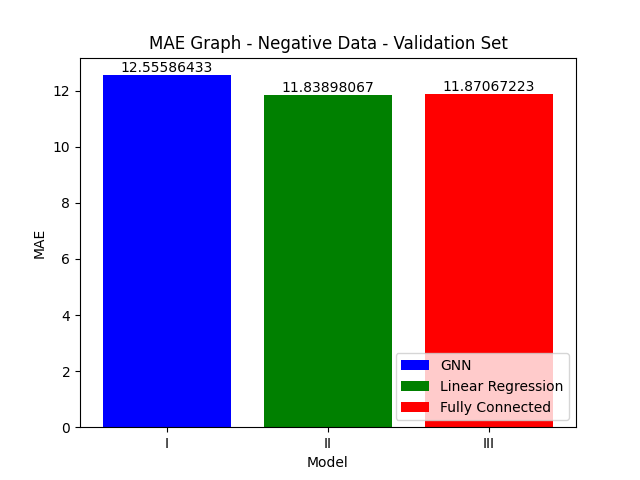 MAE Graph - Negative Data - Validation Set
12.55586433
11.83898067
11.87067223
12
10
8
6
4
2
0
MAE
GNN
Linear Regression
Fully Connected
I
II
III
Model